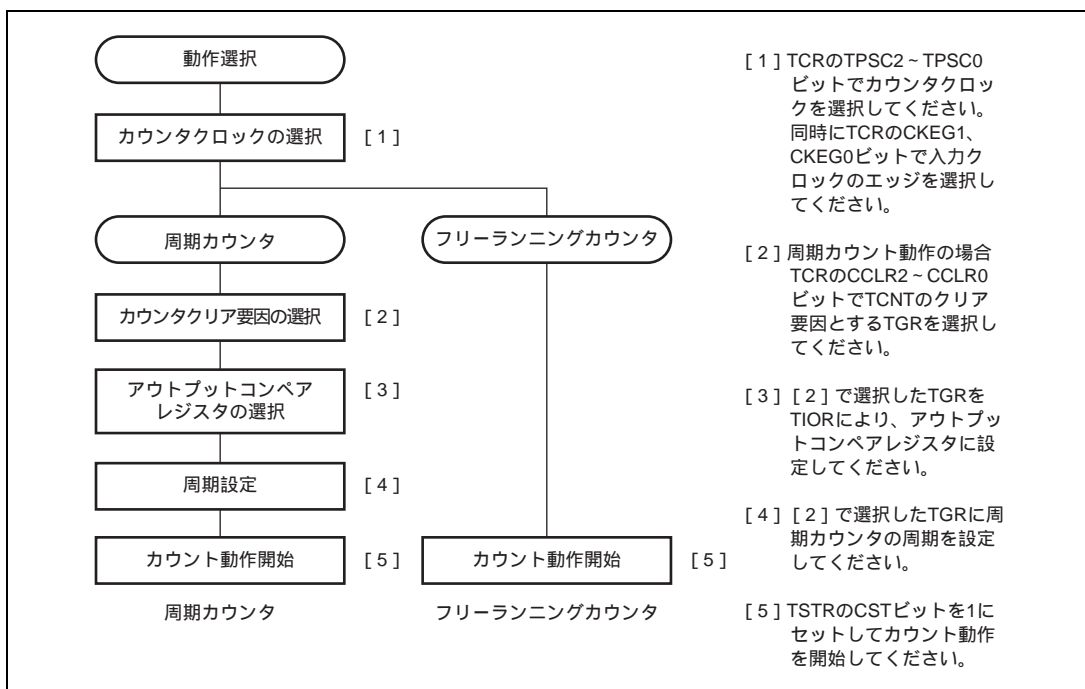 動作選択
カウンタクロックの選択 [1]
周期カウンタ
フリーランニングカウンタ
カウンタクリア要因の選択 [2]
アウトプットコンペア
レジスタの選択
[3]
周期設定 [4]
カウント動作開始 [5]
カウント動作開始 [5]
周期カウンタ
フリーランニングカウンタ
[1] TCRのTPSC2~TPSC0
ビットでカウンタクロッ
クを選択してください。
同時にTCRのCKEG1、
CKEG0ビットで入力ク
ロックのエッジを選択し
てください。
[2] 周期カウント動作の場合
TCRのCCLR2~CCLR0
ビットでTCNTのクリア
要因とするTGRを選択し
てください。
[3] [2]で選択したTGRを
TIORにより、アウトプッ
トコンペアレジスタに設
定してください。
[4] [2]で選択したTGRに周
期カウンタの周期を設定
してください。
[5] TSTRのCSTビットを1に
セットしてカウント動作
を開始してください。